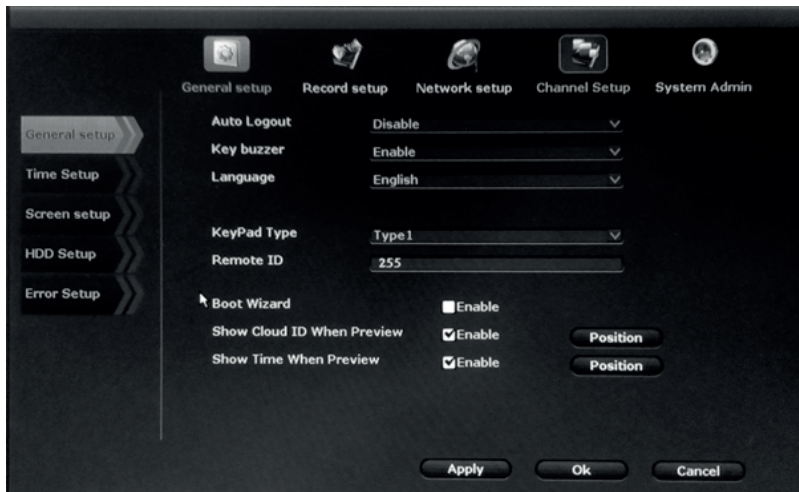 General setup Record setup Network setup Channel Setup System Admin
General setup
Time Setup
Screen setup
HDD Setup
Error Setup
Auto Logout Disable
Key buzzer Enable
Language English
KeyPad Type Type1
Remote ID 255
Boot Wizard Enable
Show Cloud ID When Preview Enable Position
Show Time When Preview Enable Position
Apply Ok Cancel